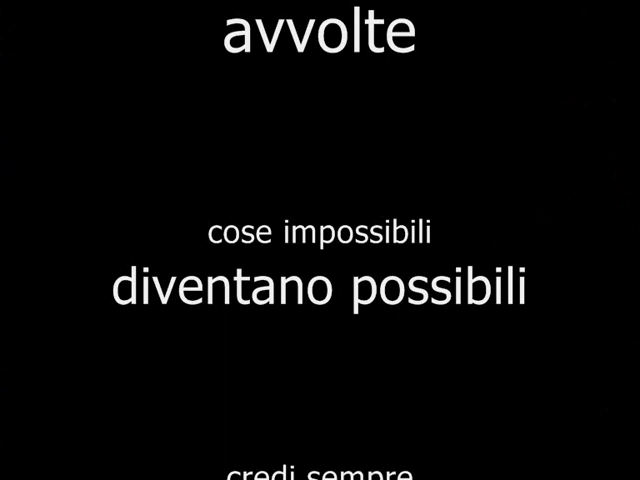 avvolte
cose impossibili
diventano possibili
credi sempre